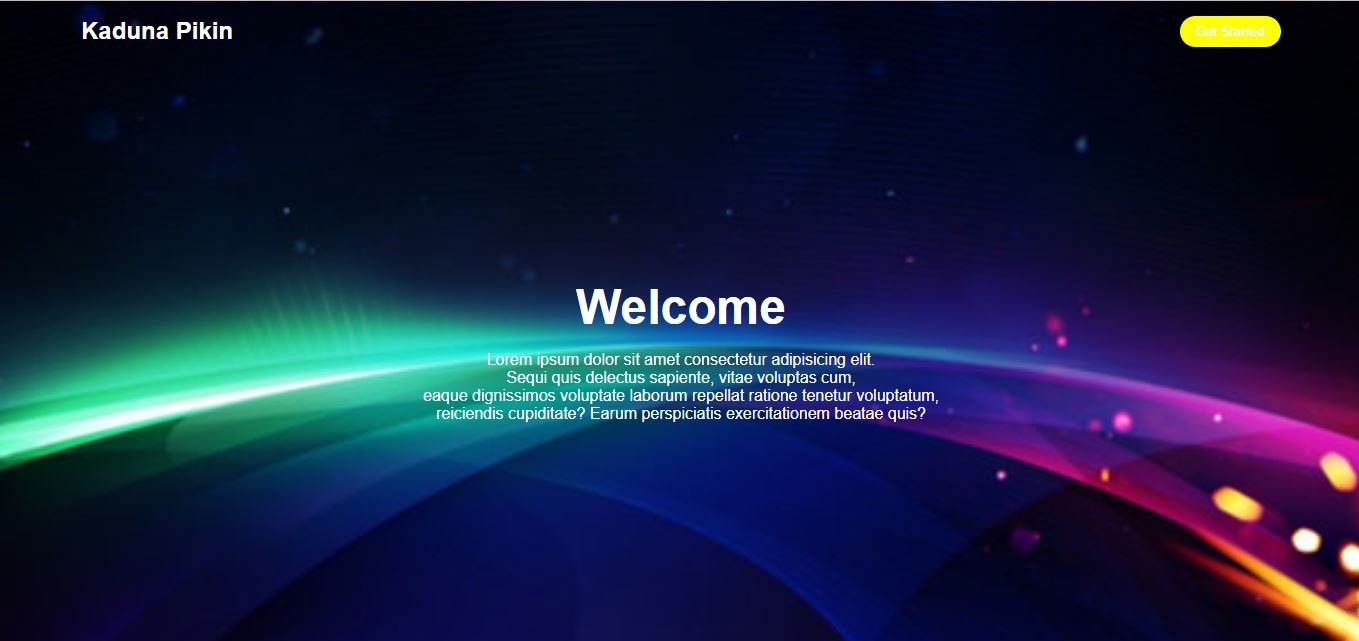 Kaduna Pikin
Get Started
Welcome
Lorem ipsum dolor sit amet consectetur adipisicing elit.
Sequi quis delectus sapiente, vitae voluptas cum,
eaque dignissimos voluptate laborum repellat ratione tenetur voluptatum,
reiciendis cupiditate? Earum perspiciatis exercitationem beatae quis?